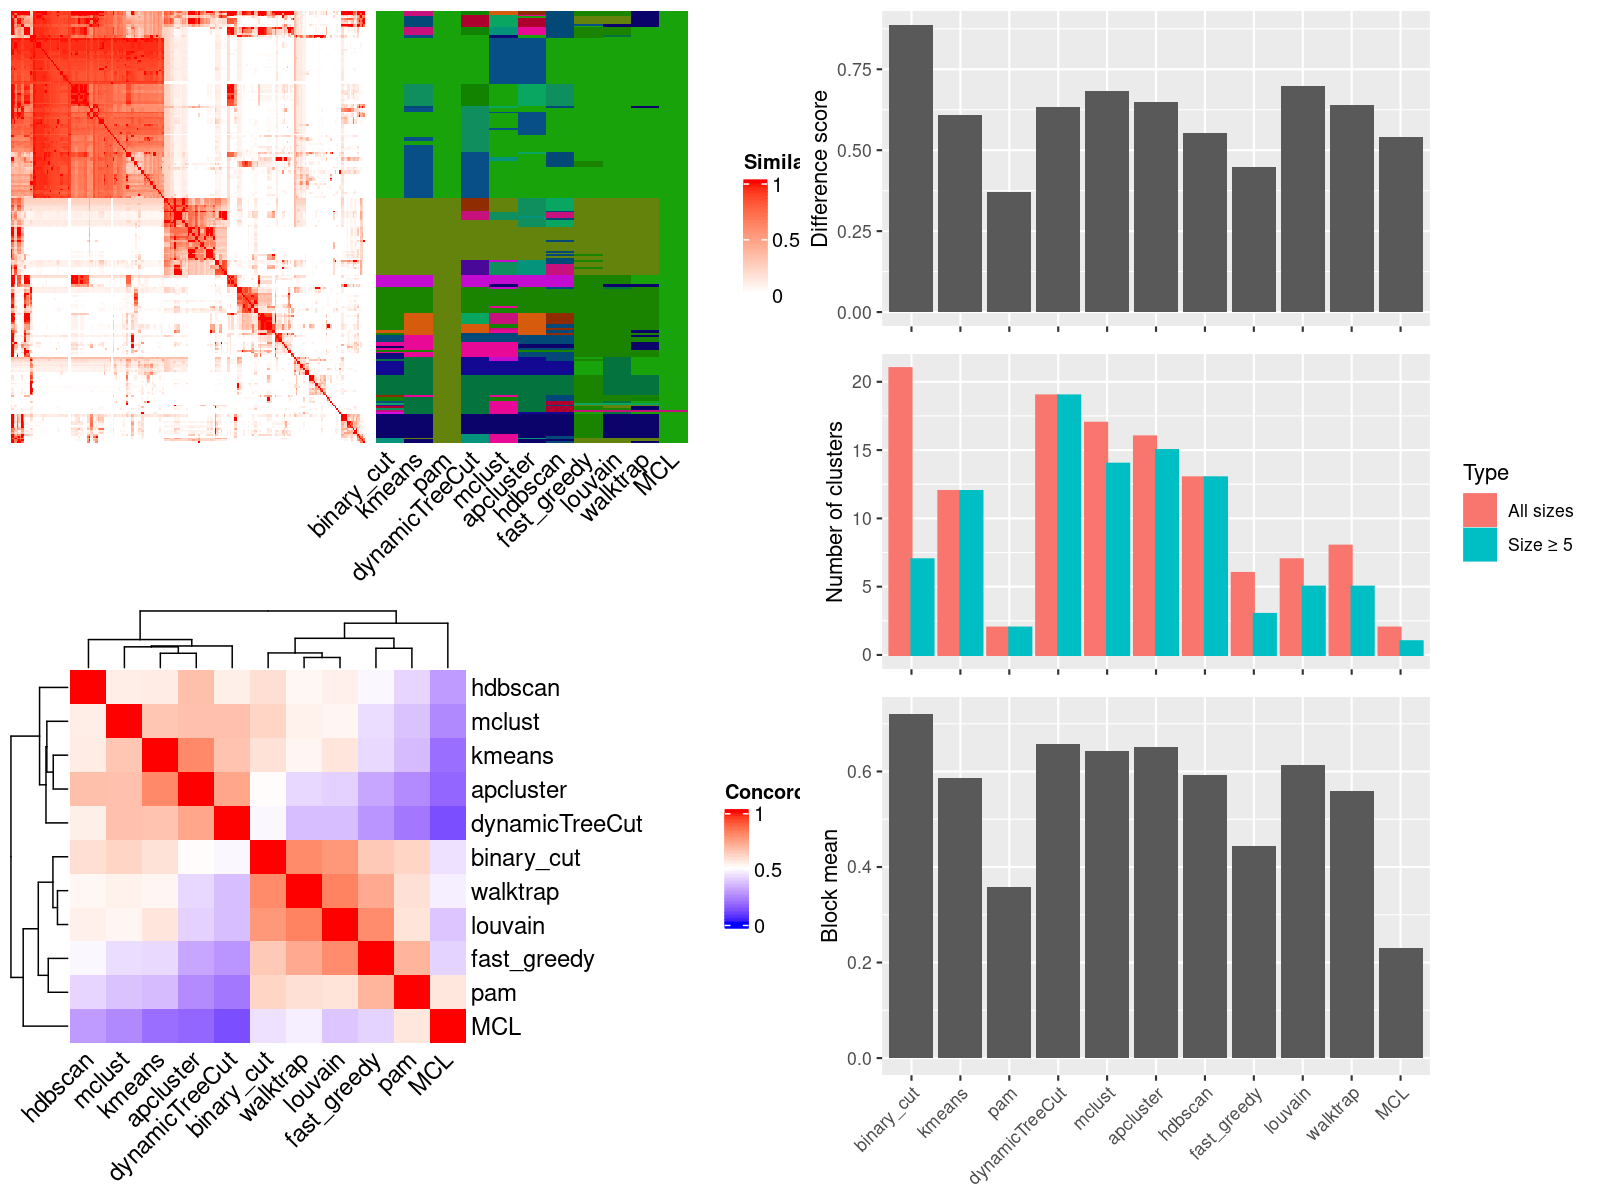 Simila
1
0.5
0
binary_cut
kmeans
pam
dynamicTreeCut
mclust
apcluster
hdbscan
fast_greedy
louvain
walktrap
MCL
Concord
1
0.5
0
hdbscan
mclust
kmeans
apcluster
dynamicTreeCut
binary_cut
walktrap
louvain
fast_greedy
pam
MCL
hdbscan
mclust
kmeans
apcluster
dynamicTreeCut
binary_cut
walktrap
louvain
fast_greedy
pam
MCL
Difference score
0.75
0.50
0.25
0.00
Number of clusters
20
15
10
5
0
Type
All sizes
Size ≥ 5
Block mean
0.6
0.4
0.2
0.0
binary_cut
kmeans
pam
dynamicTreeCut
mclust
apcluster
hdbscan
fast_greedy
louvain
walktrap
MCL